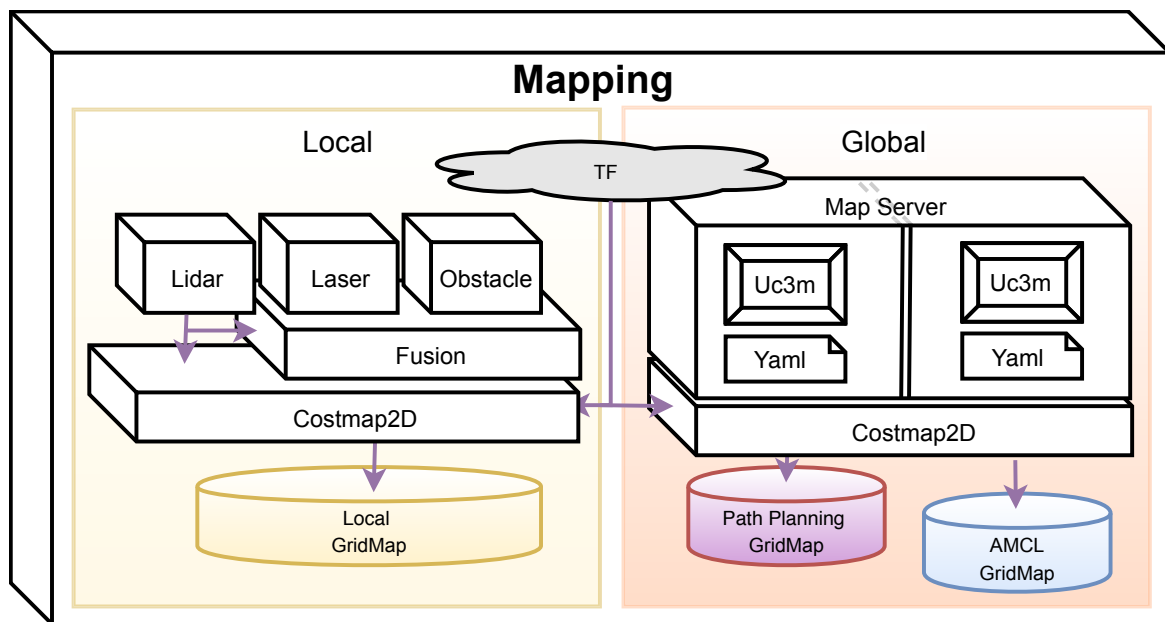 Mapping
Local
Global
TF
Map Server
Lidar
Laser
Obstacle
Uc3m
Uc3m
Fusion
Yaml
Yaml
Costmap2D
Costmap2D
Local
GridMap
Path Planning
GridMap
AMCL
GridMap